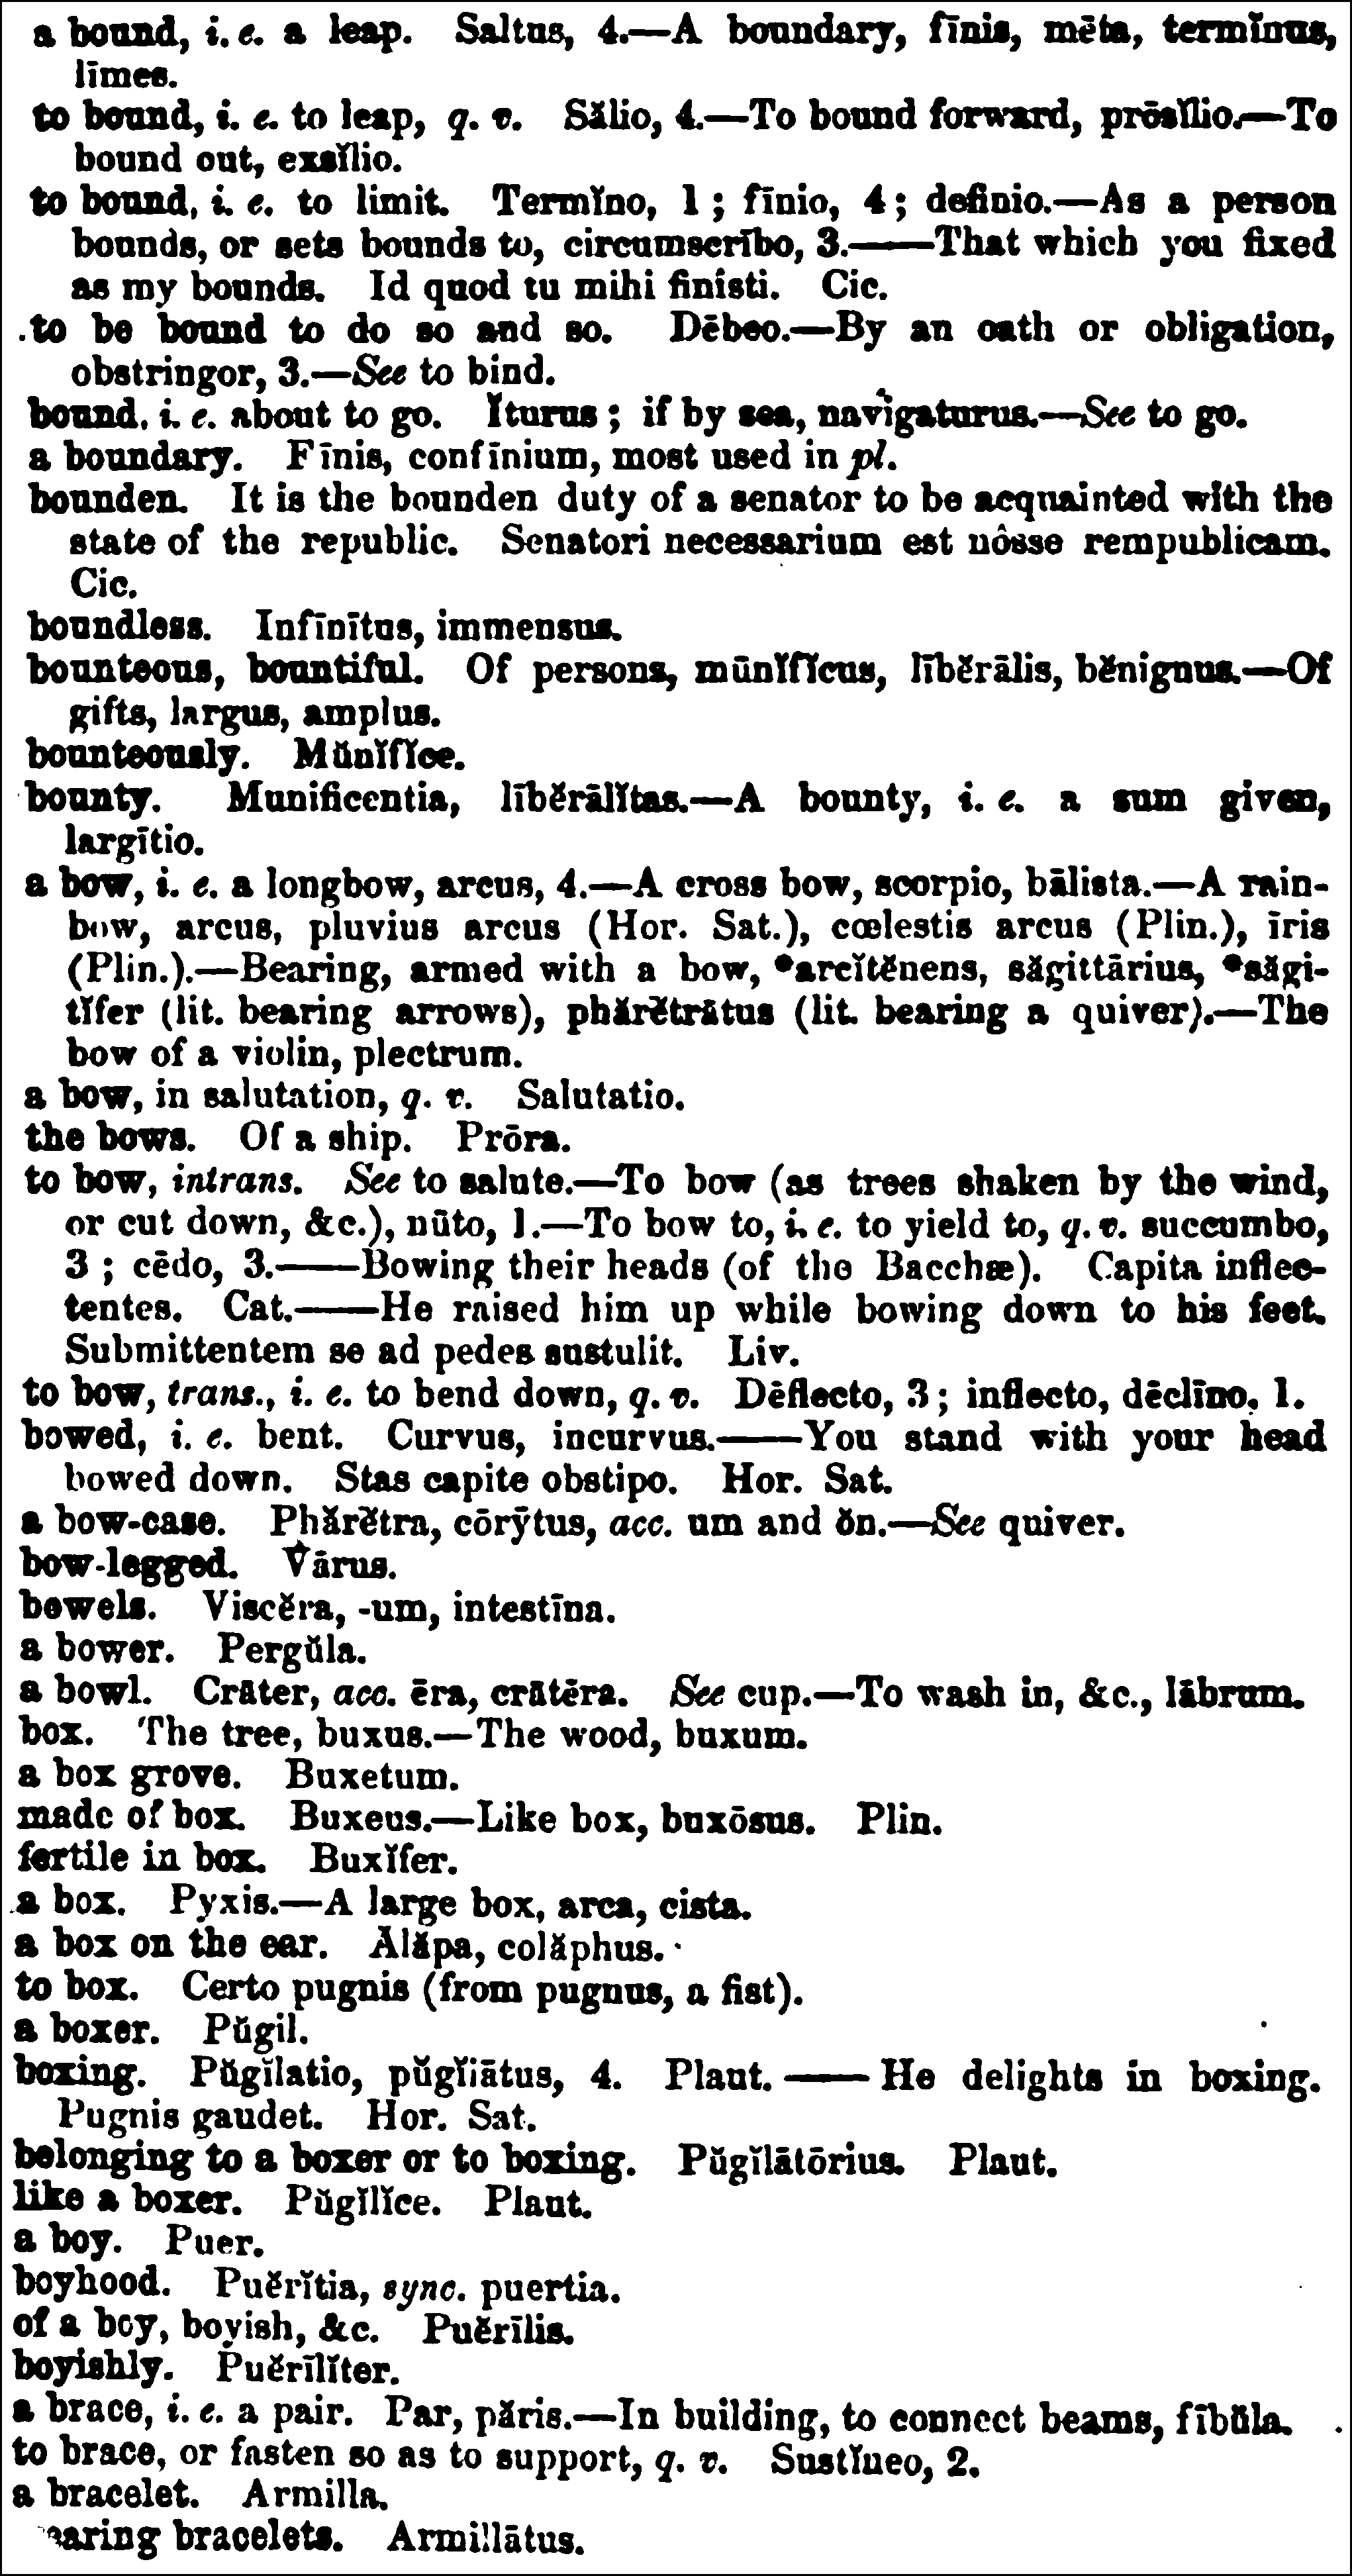 a bound, i. e. a leap. Saltus, 4.—A boundary, fīnis, mēta, termĭnus,
līmes.
to bound, i. e. to leap, q. v. Sălio, 4.—To bound forward, prōsĭlio.—To
bound out, exsĭlio.
to bound, i. e. to limit. Termĭno, 1; fīnio, 4; definio.—As a person
bounds, or sets bounds to, circumscrībo, 3.——That which you fixed
as my bounds. Id quod tu mihi finísti. Cic.
to be bound to do so and so. Dēbeo.—By an oath or obligation,
obstringor, 3.—See to bind.
bound, i. e. about to go. Ĭturus; if by sea, navĭgaturus.—See to go.
a boundary. Fīnis, confīnium, most used in pl.
bounden. It is the bounden duty of a senator to be acquainted with the
state of the republic. Senatori necessarium est nôsse rempublicam.
Cic.
boundless. Infīnītus, immensus.
bounteous, bountiful. Of persons, mūnĭfĭcus, lībĕrālis, bĕnignus.—Of
gifts, largus, amplus.
bounteously. Mŭnĭfĭce.
bounty. Munificentia, lībĕrālĭtas.—A bounty, i. e. a sum given,
largītio.
a bow, i. e. a longbow, arcus, 4.—A cross bow, scorpio, bālista.—A rain-
bow, arcus, pluvius arcus (Hor. Sat.), cœlestis arcus (Plin.), īris
(Plin.).—Bearing, armed with a bow, *arcĭtĕnens, săgittārius, *săgi-
tĭfer (lit. bearing arrows), phărĕtrātus (lit. bearing a quiver).—The
bow of a violin, plectrum.
a bow, in salutation, q. v. Salutatio.
the bows. Of a ship. Prōra.
to bow, intrans. See to salute.—To bow (as trees shaken by the wind,
or cut down, &c.), nūto, 1.—To bow to, i. e. to yield to, q. v. succumbo,
3; cēdo, 3.——Bowing their heads (of the Bacchæ). Capita inflec-
tentes. Cat.——He raised him up while bowing down to his feet.
Submittentem se ad pedes sustulit. Liv.
to bow, trans., i. e. to bend down, q. v. Dēflecto, 3; inflecto, dēclīno, 1.
bowed, i. e. bent. Curvus, incurvus.——You stand with your head
bowed down. Stas capite obstipo. Hor. Sat.
a bow-case. Phărĕtra, cōrȳtus, acc. um and ŏn.—See quiver.
bow-legged. Vārus.
bowels. Viscĕra, -um, intestīna.
a bower. Pergŭla.
a bowl. Crāter, acc. ēra, crātēra. See cup.—To wash in, &c., lābrum.
box. The tree, buxus.—The wood, buxum.
a box grove. Buxetum.
made of box. Buxeus.—Like box, buxōsus. Plin.
fertile in box. Buxĭfer.
a box. Pyxis.—A large box, arca, cista.
a box on the ear. Ălăpa, colăphus.
to box. Certo pugnis (from pugnus, a fist).
a boxer. Pŭgil.
boxing. Pŭgĭlatio, pŭgĭlātus, 4. Plaut.——He delights in boxing.
Pugnis gaudet. Hor. Sat.
belonging to a boxer or to boxing. Pŭgĭlātōrius. Plaut.
like a boxer. Pŭgĭlĭce. Plaut.
a boy. Puer.
boyhood. Puĕrĭtia, sync. puertia.
of a boy, boyish, &c. Puĕrīlis.
boyishly. Puĕrīlĭter.
a brace, i. e. a pair. Par, păris.—In building, to connect beams, fībŭla.
to brace, or fasten so as to support, q. v. Sustĭneo, 2.
a bracelet. Armilla.
bracelets. Armillātus.